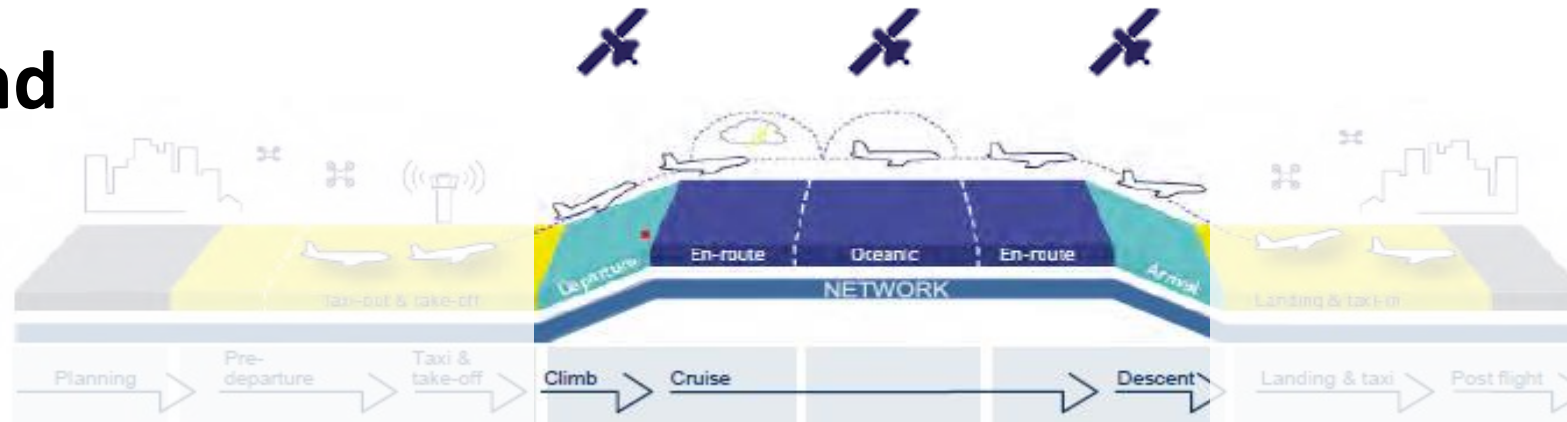 nd
En-route
Oceanic
En-route
Departure
Arrival
Taxi-out & take-off
NETWORK
Landing & taxi-in
Planning
Pre-
departure
Taxi &
take-off
Climb
Cruise
Descent
Landing & taxi
Post flight